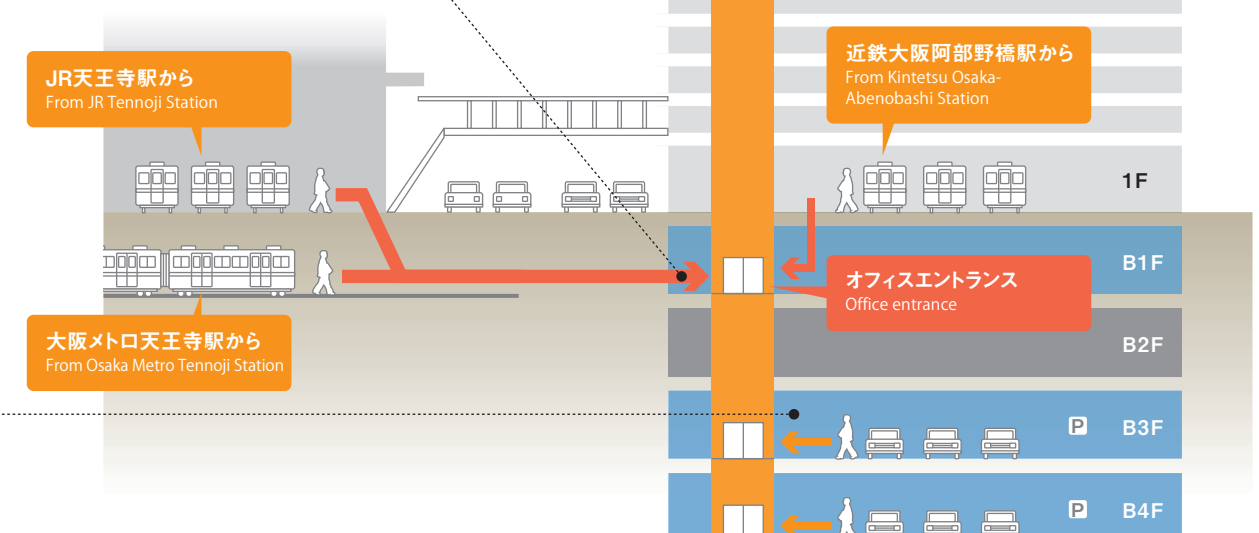 JR天王寺駅から
From JR Tennoji Station
近鉄大阪阿部野橋駅から
From Kintetsu Osaka-
Abenobashi Station
1F
B1F
オフィスエントランス
Office entrance
大阪メトロ天王寺駅から
From Osaka Metro Tennoji Station
B2F
P
B3F
P
B4F